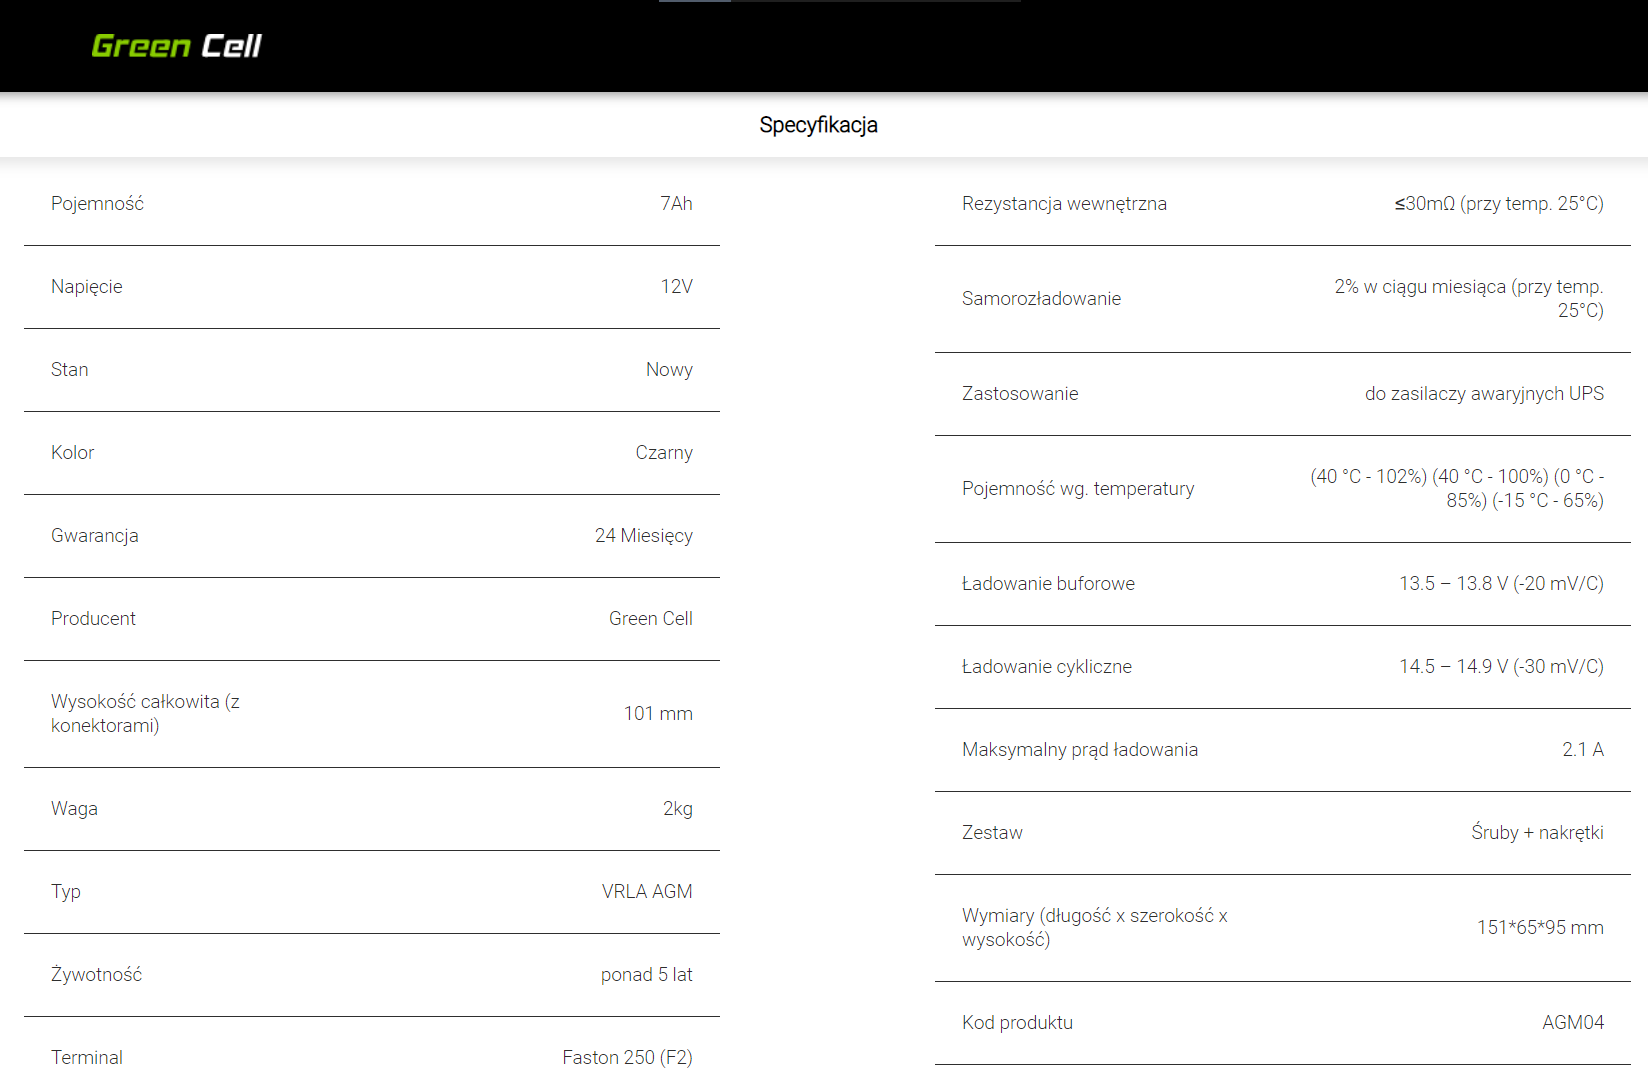 Green Cell
Specyfikacja
Pojemność 7Ah
Napięcie 12V
Stan Nowy
Kolor Czarny
Gwarancja 24 Miesięcy
Producent Green Cell
Wysokość całkowita (z
konektorami) 101 mm
Waga 2kg
Typ VRLA AGM
Żywotność ponad 5 lat
Terminal Faston 250 (F2)
Rezystancja wewnętrzna ≤30mΩ (przy temp. 25°C)
Samorozładowanie 2% w ciągu miesiąca (przy temp.
25°C)
Zastosowanie do zasilaczy awaryjnych UPS
Pojemność wg. temperatury (40 °C - 102%) (40 °C - 100%) (0 °C -
85%) (-15 °C - 65%)
Ładowanie buforowe 13.5 – 13.8 V (-20 mV/C)
Ładowanie cykliczne 14.5 – 14.9 V (-30 mV/C)
Maksymalny prąd ładowania 2.1 A
Zestaw Śruby + nakrętki
Wymiary (długość x szerokość x
wysokość) 151*65*95 mm
Kod produktu AGM04